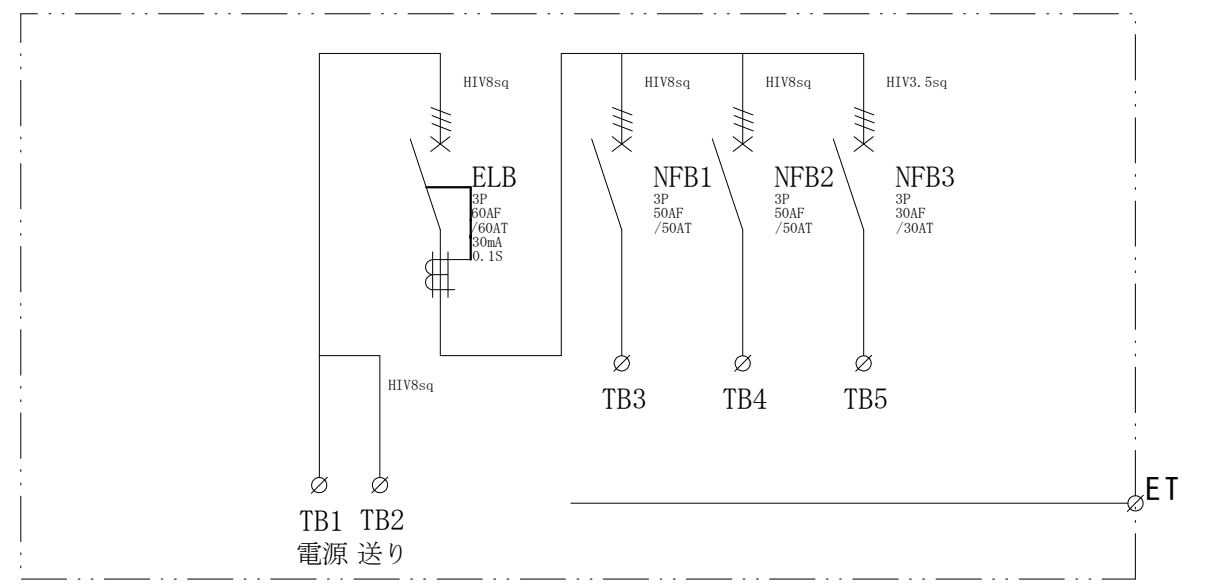 HIV8sq
HIV8sq
HIV8sq
HIV3.5sq
ELB
3P
60AF
/60AT
30mA
0.1S
NFB1
3P
50AF
/50AT
NFB2
3P
50AF
/50AT
NFB3
3P
30AF
/30AT
HIV8sq
TB3
TB4
TB5
ET
TB1
電源
TB2
送り